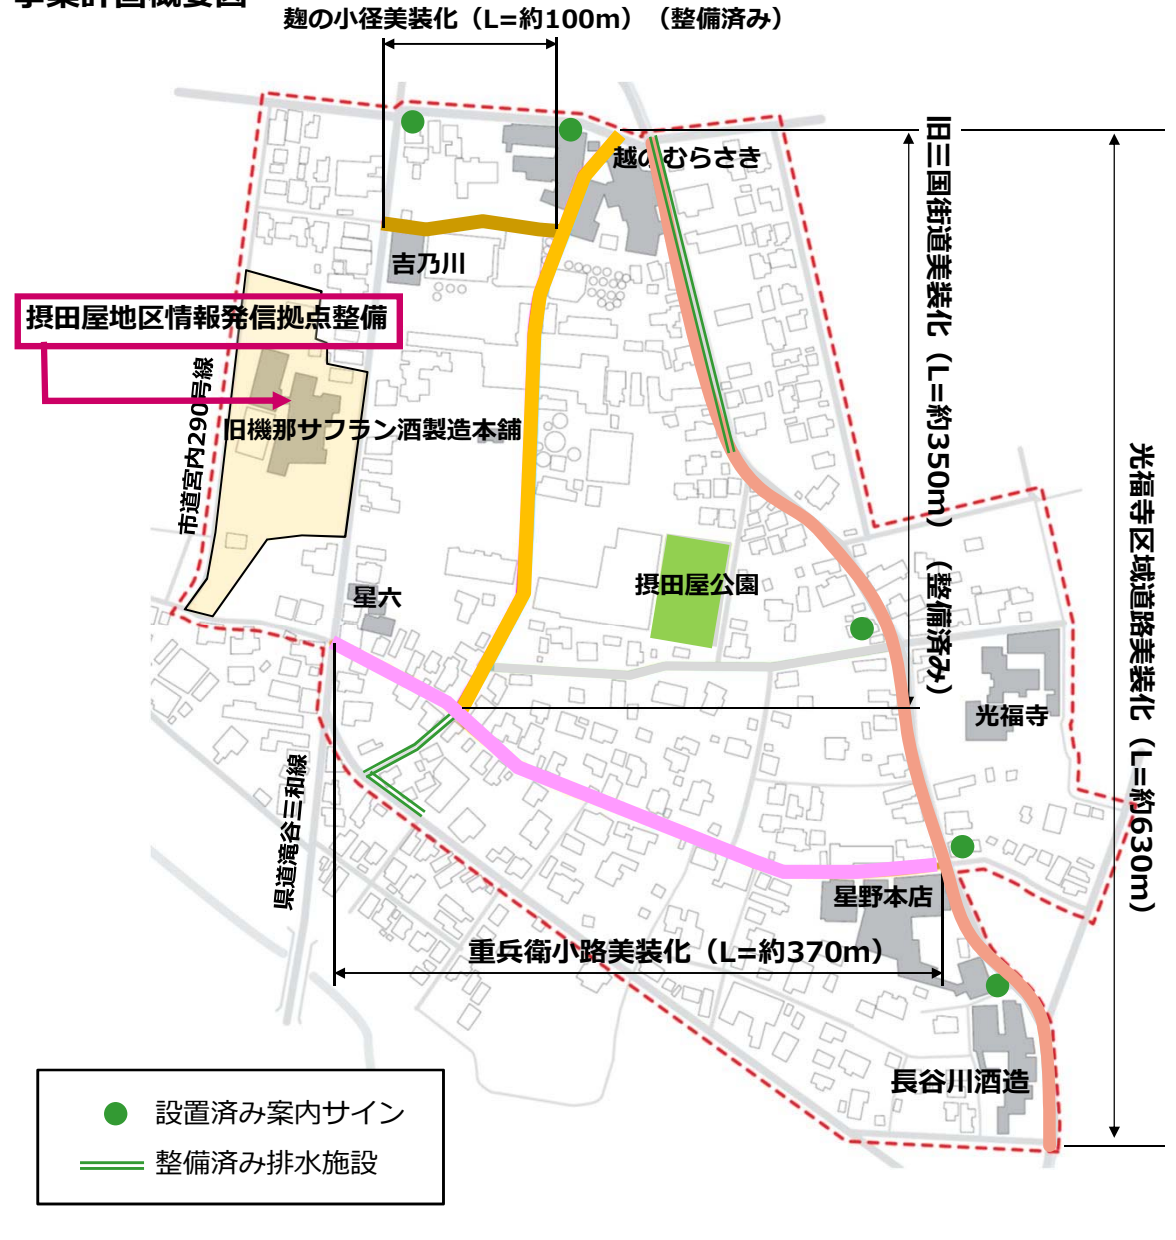 事業計画概要図
麹の小径美装化（L=約100m）（整備済み）
越のむらさき
吉乃川
摂田屋地区情報発信拠点整備
市道宮内290号線
旧機那サフラン酒製造本舗
旧三国街道美装化（L=約350m）（整備済み）
光福寺区域道路美装化（L=約630m）
摂田屋公園
星六
光福寺
県道滝谷三和線
星野本店
重兵衛小路美装化（L=約370m）
長谷川酒造
設置済み案内サイン
整備済み排水施設